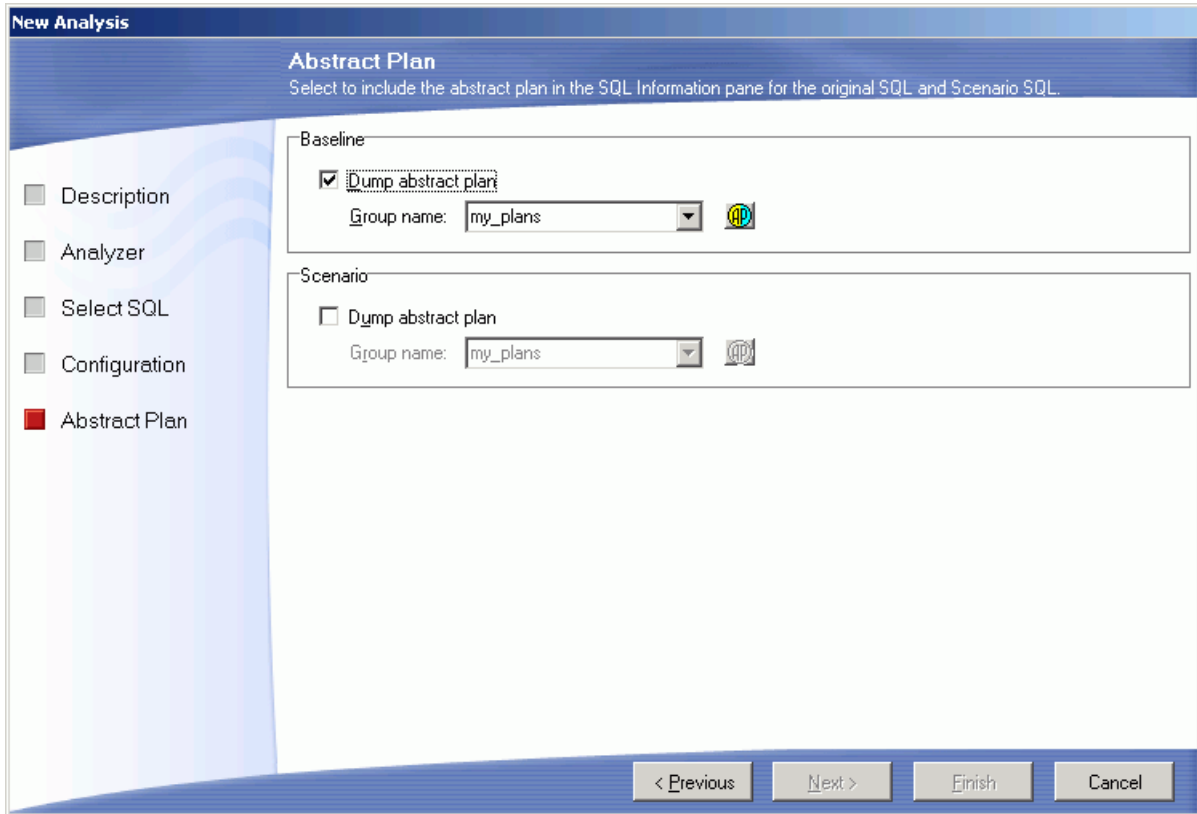 New Analysis
Abstract Plan
Select to include the abstract plan in the SQL Information pane for the original SQL and Scenario SQL.
Description
Analyzer
Select SQL
Configuration
Abstract Plan
Baseline
Dump abstract plan
Group name: my_plans AP
Scenario
Dump abstract plan
Group name: my_plans AP
< Previous Next > Finish Cancel